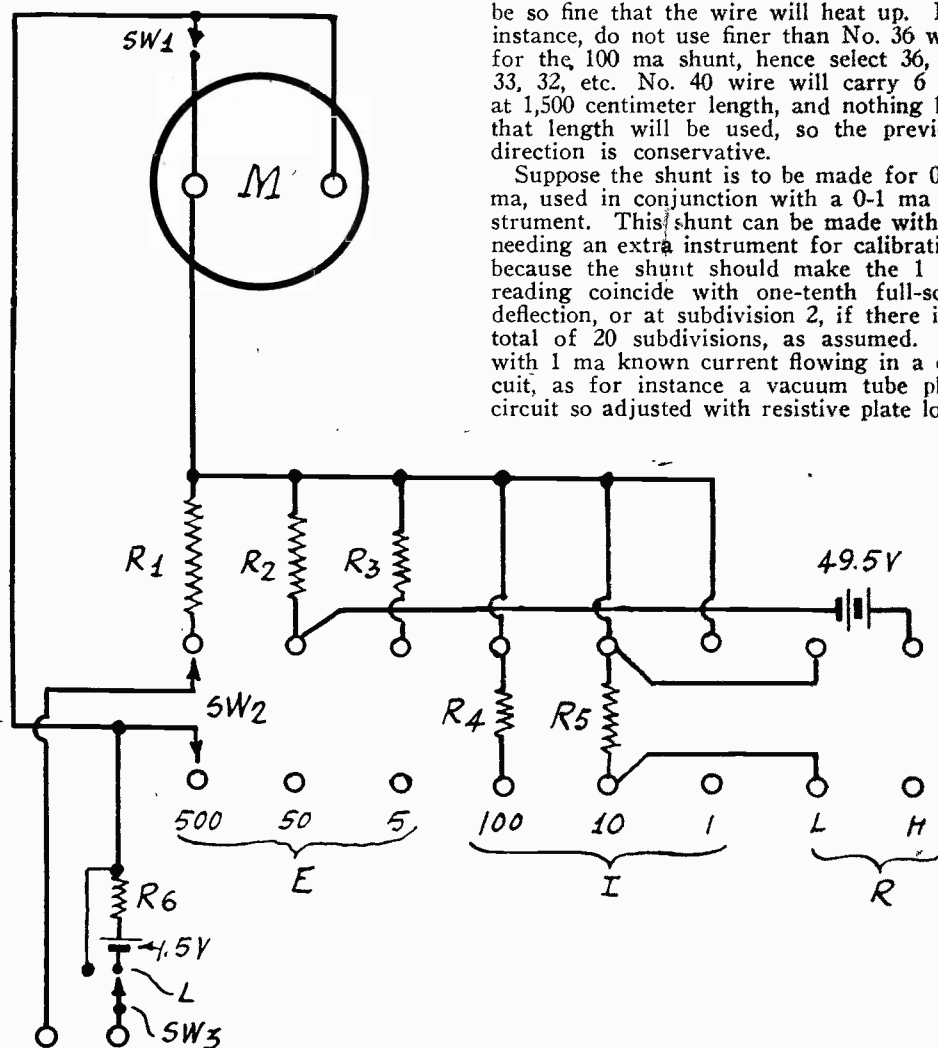 be so fine that the wire will heat up.
instance, do not use finer than No. 36
for the 100 ma shunt, hence select 36,
33, 32, etc. No. 40 wire will carry 6
at 1,500 centimeter length, and nothing
that length will be used, so the
direction is conservative.
Suppose the shunt is to be made for
ma, used in conjunction with a 0-1 ma
strument. This shunt can be made with
needing an extra instrument for
because the shunt should make the 1
reading coincide with one-tenth
deflection, or at subdivision 2, if there
total of 20 subdivisions, as assumed.
with 1 ma known current flowing in a
cuit, as for instance a vacuum tube
circuit so adjusted with resistive plate
SW1
M
R1 R2 R3 49.5V
SW2 R4 R5
500 50 5 100 10 1 L H
E I R
R6
4.5V
L
SW3